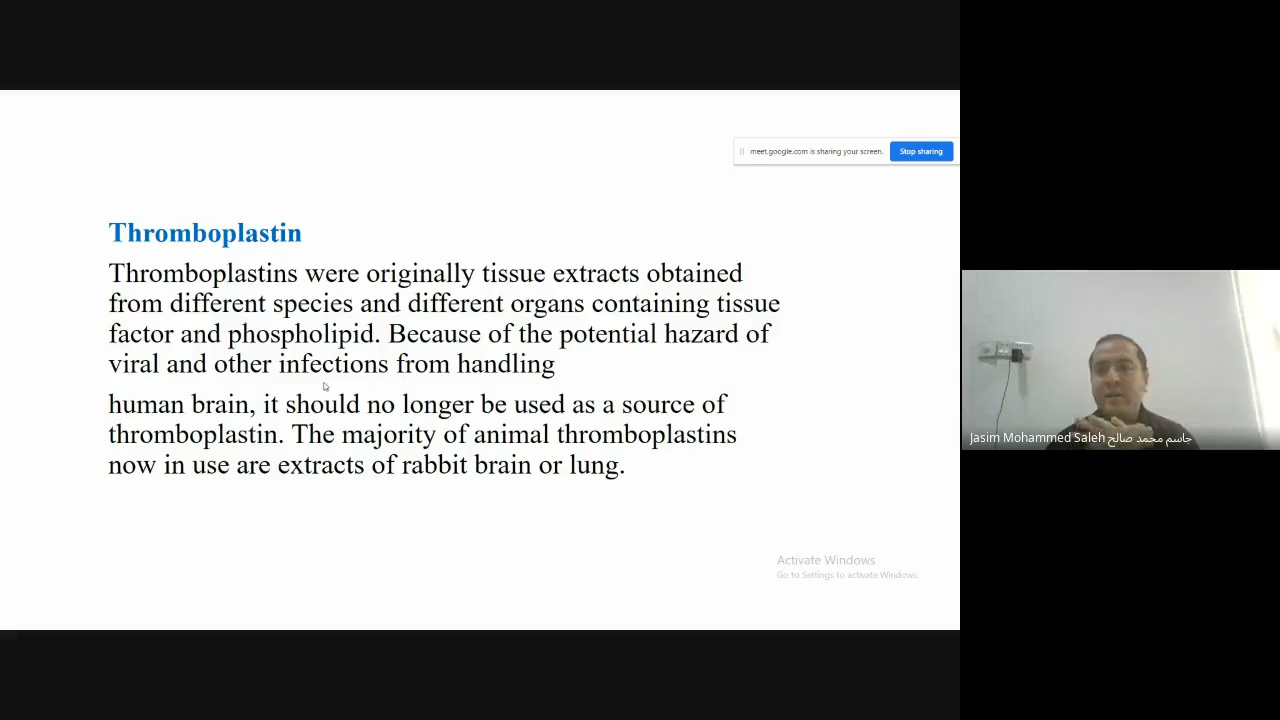 meet.google.com is sharing your screen.
Stop sharing
Thromboplastin
Thromboplastins were originally tissue extracts obtained
from different species and different organs containing tissue
factor and phospholipid. Because of the potential hazard of
viral and other infections from handling
human brain, it should no longer be used as a source of
thromboplastin. The majority of animal thromboplastins
now in use are extracts of rabbit brain or lung.
Jasim Mohammed Saleh جاسم محمد صالح
Activate Windows
Go to Settings to activate Windows.